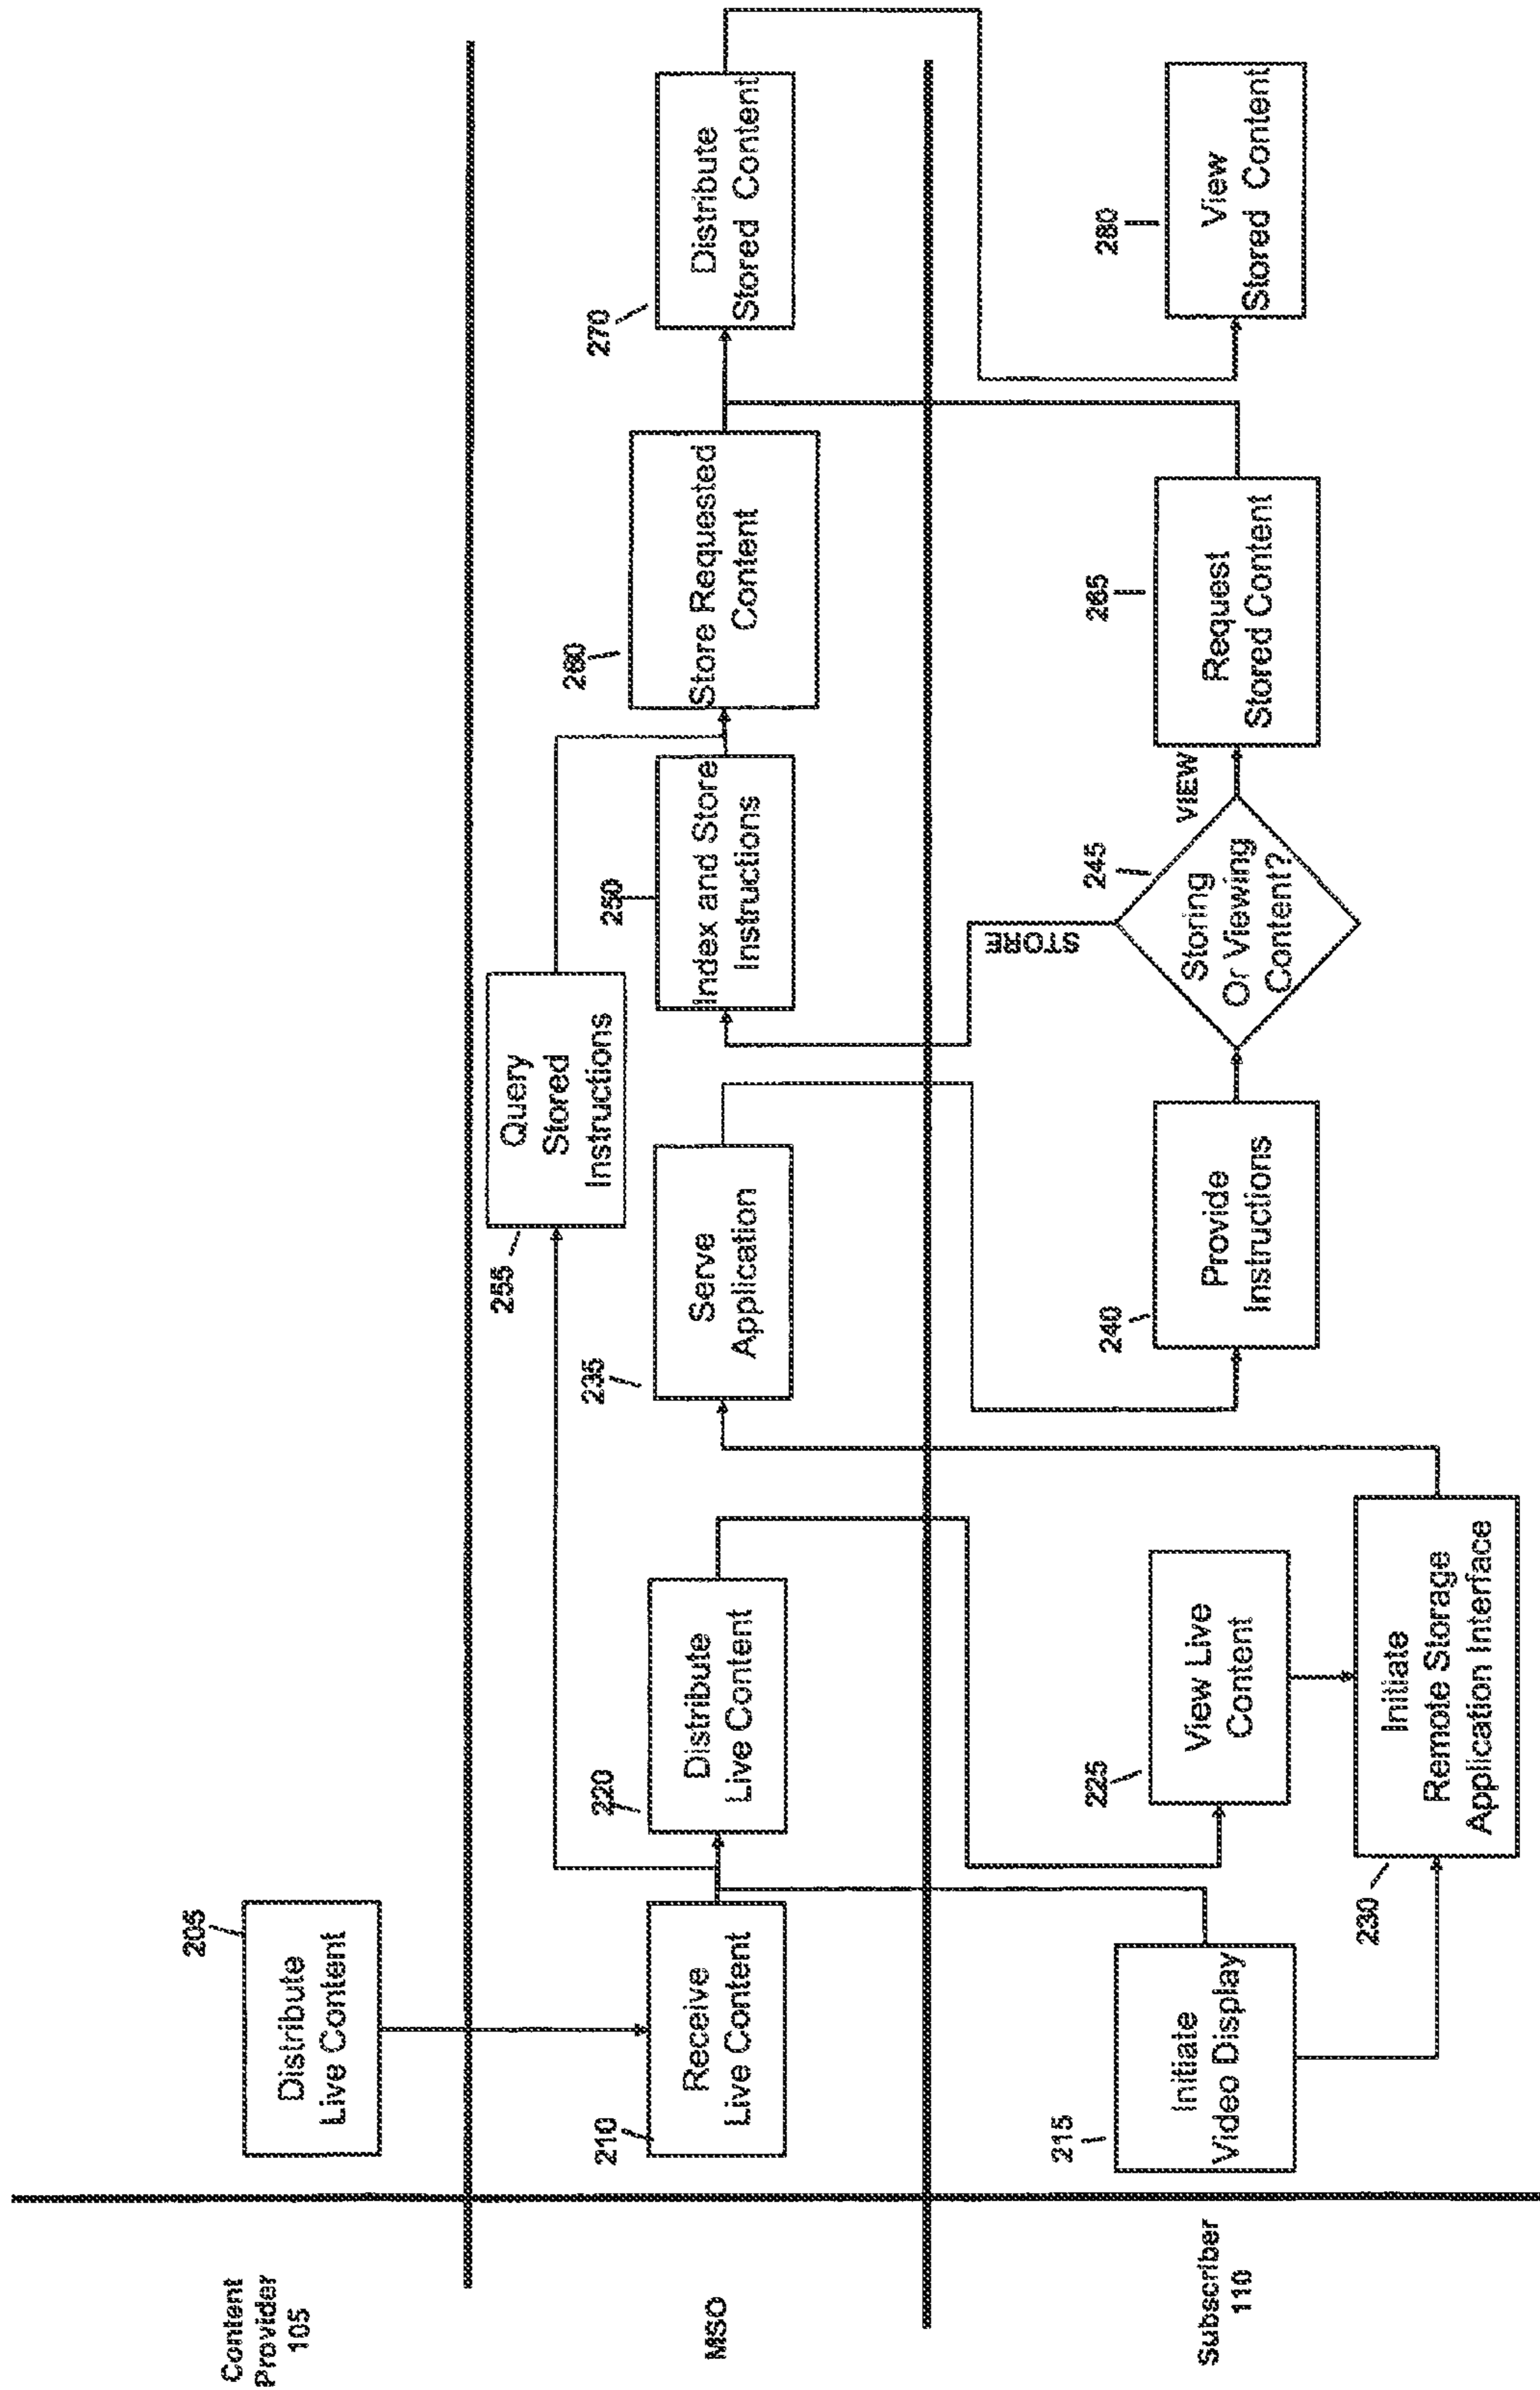 Content
Provider
105
205
Distribute
Live Content
MSO
210
Receive
Live Content
220
Distribute
Live Content
255
Query
Stored
Instructions
235
Serve
Application
250
Index and Store
Instructions
260
Store Requested
Content
270
Distribute
Stored Content
Subscriber
110
215
Initiate
Video Display
225
View Live
Content
230
Initiate
Remote Storage
Application Interface
240
Provide
Instructions
245
Storing
Or Viewing
Content?
STORE
VIEW
265
Request
Stored Content
280
View
Stored Content